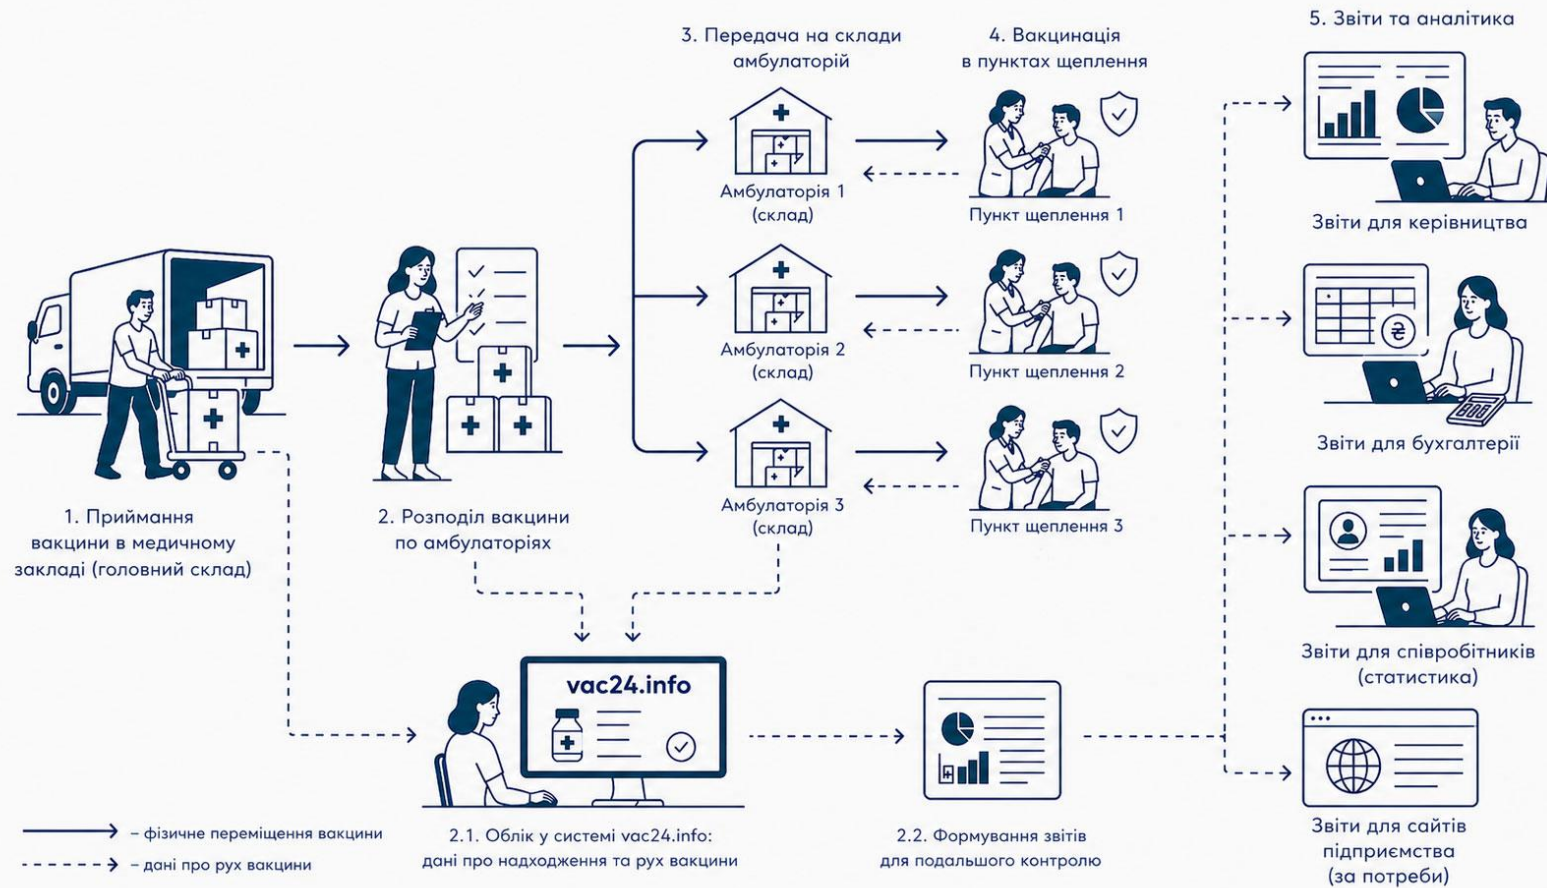 1. Приймання
вакцини в медичному
закладі (головний склад)
2. Розподіл вакцини
по амбулаторіях
3. Передача на склади
амбулаторій
Амбулаторія 1
(склад)
Амбулаторія 2
(склад)
Амбулаторія 3
(склад)
4. Вакцинація
в пунктах щеплення
Пункт щеплення 1
Пункт щеплення 2
Пункт щеплення 3
5. Звіти та аналітика
Звіти для керівництва
₴
Звіти для бухгалтерії
Звіти для співробітників
(статистика)
Звіти для сайтів
підприємства
(за потреби)
vac24.info
2.1. Облік у системі vac24.info:
дані про надходження та рух вакцини
2.2. Формування звітів
для подальшого контролю
– фізичне переміщення вакцини
– дані про рух вакцини